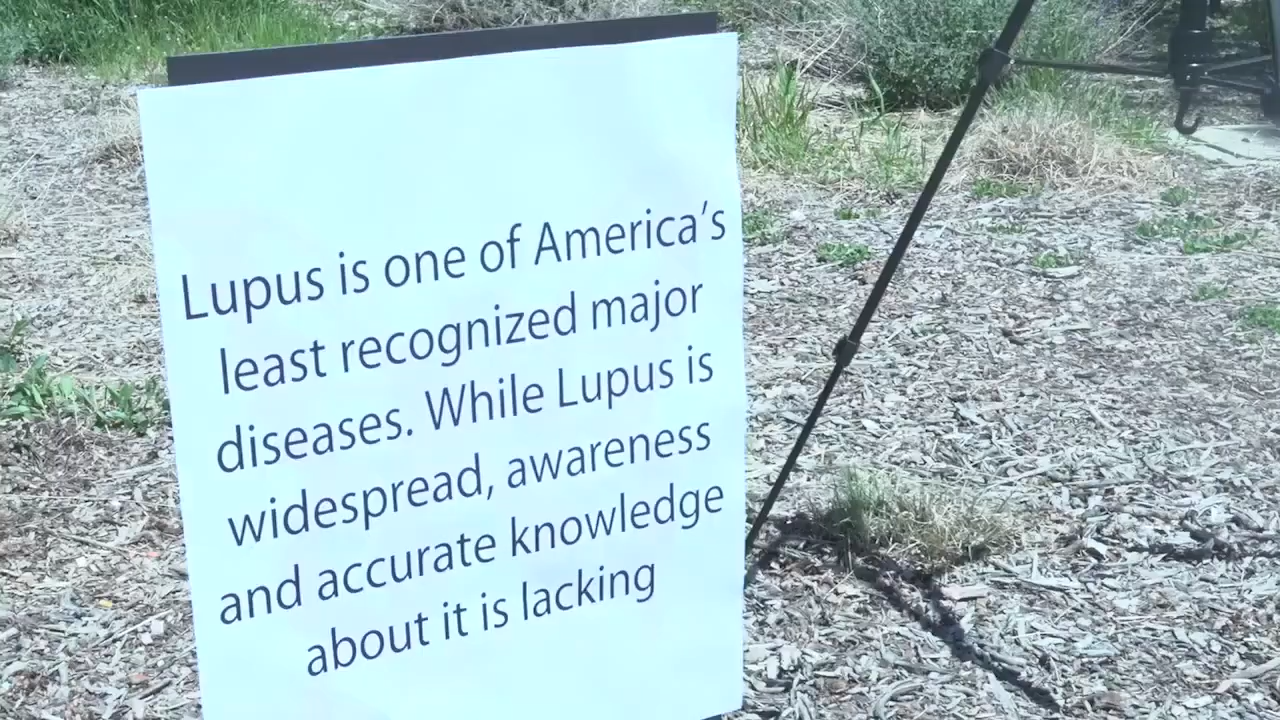 Lupus is one of America's
least recognized major
diseases. While Lupus is
widespread, awareness
and accurate knowledge
about it is lacking